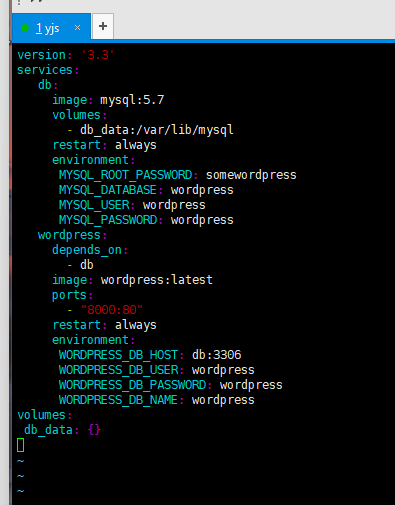 1 yjs × +
version: '3.3'
services:
   db:
     image: mysql:5.7
     volumes:
       - db_data:/var/lib/mysql
     restart: always
     environment:
      MYSQL_ROOT_PASSWORD: somewordpress
      MYSQL_DATABASE: wordpress
      MYSQL_USER: wordpress
      MYSQL_PASSWORD: wordpress
   wordpress:
     depends_on:
       - db
     image: wordpress:latest
     ports:
       - "8000:80"
     restart: always
     environment:
      WORDPRESS_DB_HOST: db:3306
      WORDPRESS_DB_USER: wordpress
      WORDPRESS_DB_PASSWORD: wordpress
      WORDPRESS_DB_NAME: wordpress
volumes:
 db_data: {}
~
~
~